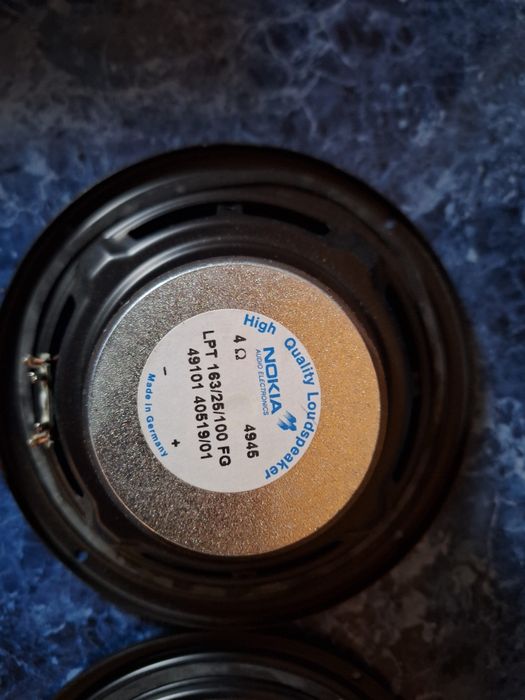 High Quality Loudspeaker
NOKIA
AUDIO ELECTRONICS
4 Ω 4945
LPT 163/25/100 FG
49101 40519/01
- +
Made in Germany